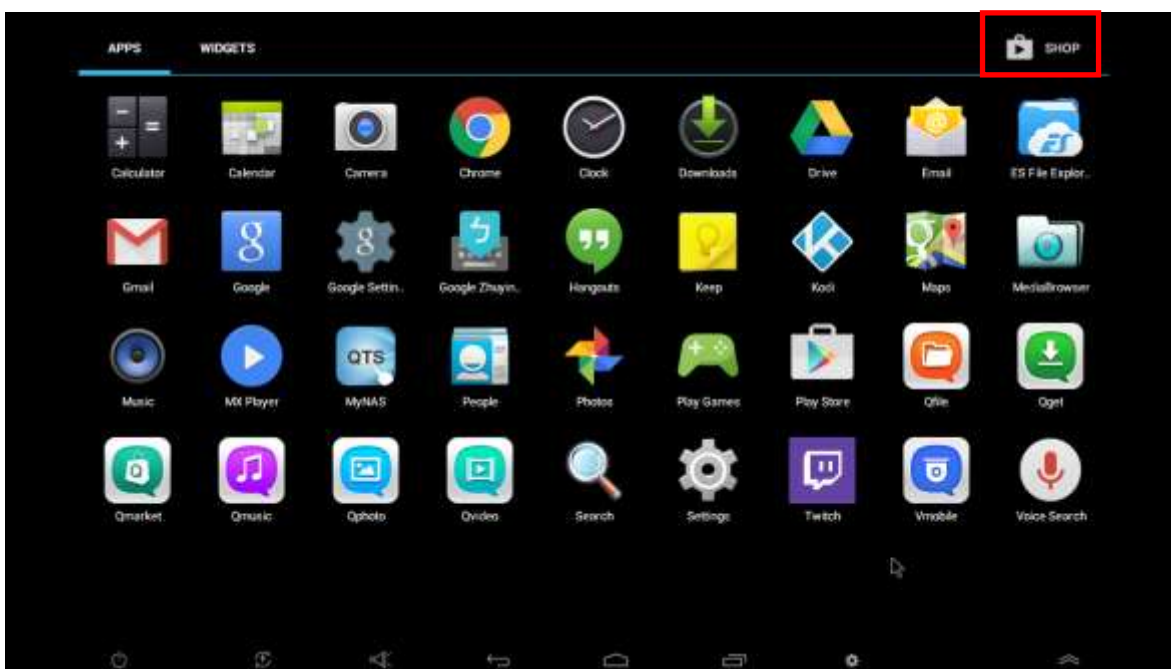 APPS WIDGETS SHOP
Calculator Calendar Camera Chrome Clock Downloads Drive Email ES File Explor..
Gmail Google Google Settin.. Google Zhuyin.. Hangouts Keep Kodi Maps MediaBrowser
QTS
Music MX Player MyNAS People Photos Play Games Play Store Qfile Qget
Qmarket Qmusic Qphoto Qvideo Search Settings Twitch Vmobile Voice Search